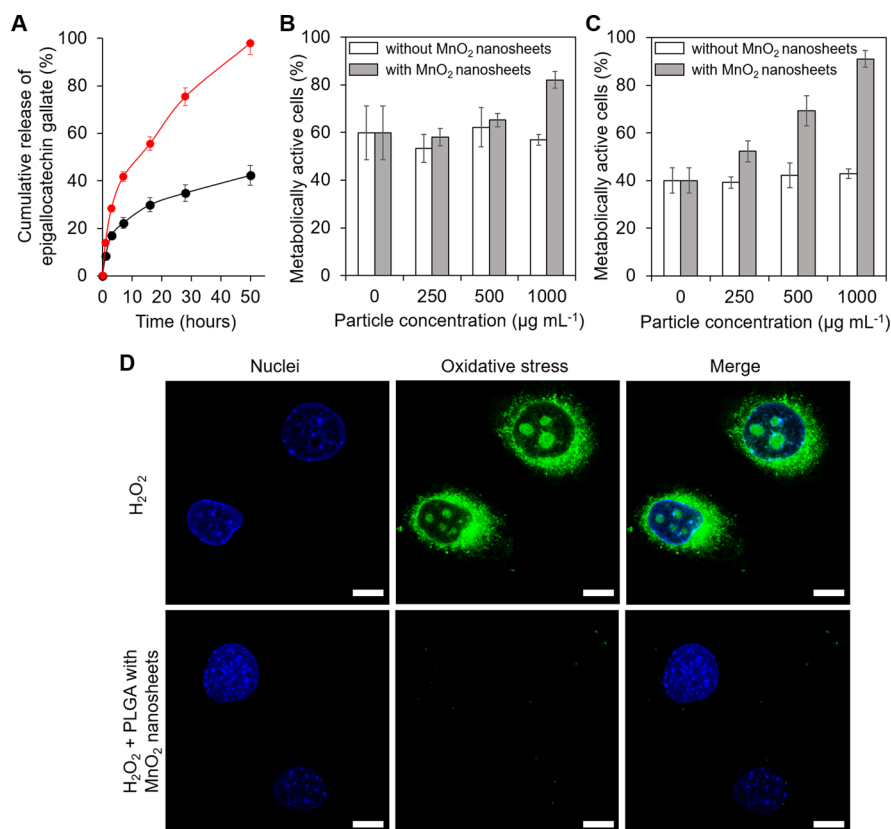 A
Cumulative release of
epigallocatechin gallate (%)
100
80
60
40
20
0
0 10 20 30 40 50
Time (hours)
B
Metabolically active cells (%)
100
80
60
40
20
0
without MnO₂ nanosheets
with MnO₂ nanosheets
0 250 500 1000
Particle concentration (µg mL⁻¹)
C
Metabolically active cells (%)
100
80
60
40
20
0
without MnO₂ nanosheets
with MnO₂ nanosheets
0 250 500 1000
Particle concentration (µg mL⁻¹)
D
Nuclei Oxidative stress Merge
H₂O₂
H₂O₂ + PLGA with
MnO₂ nanosheets